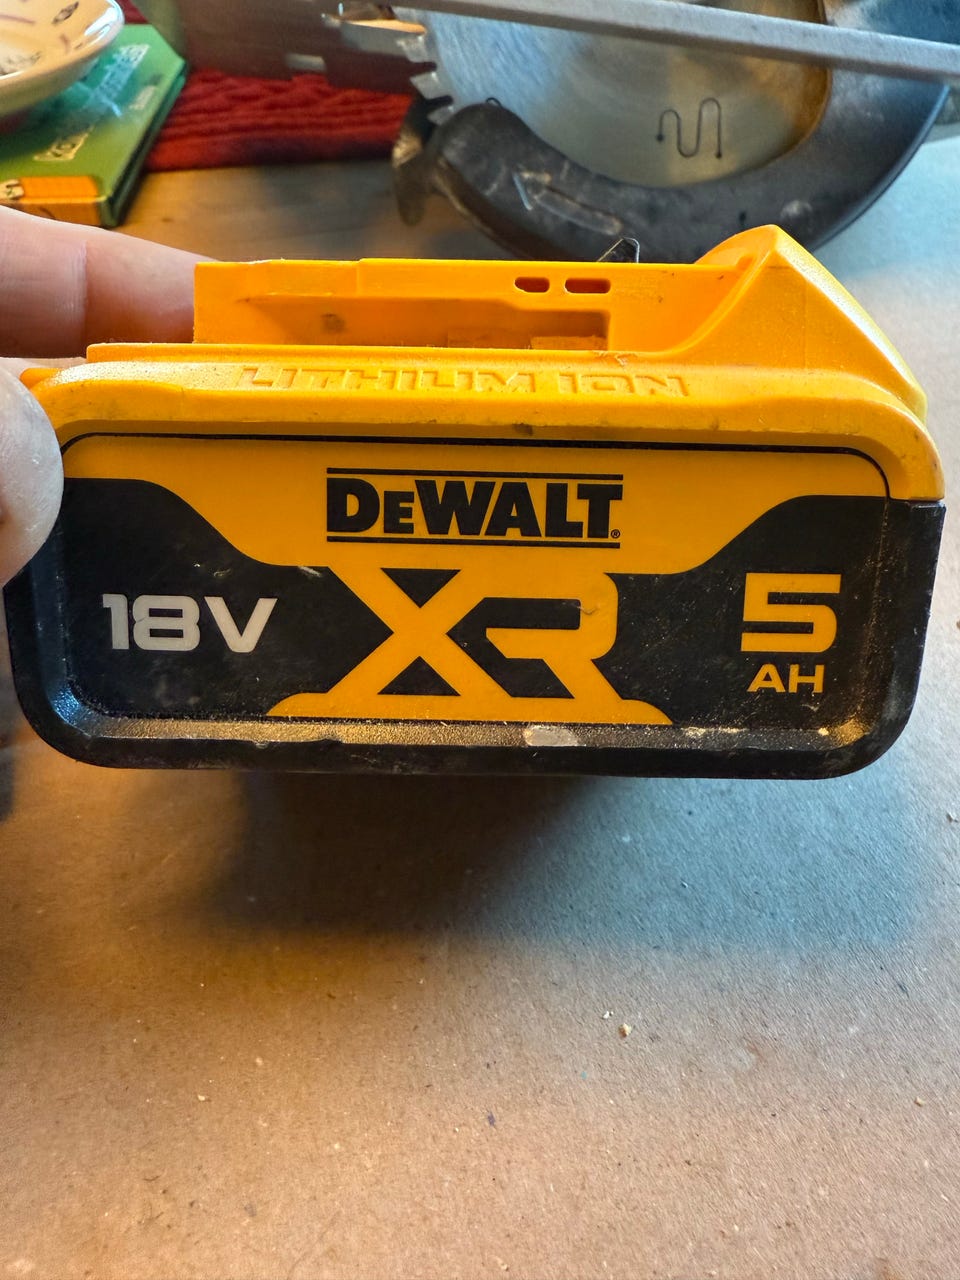 LITHIUM ION
DEWALT®
18V
XR
5
AH